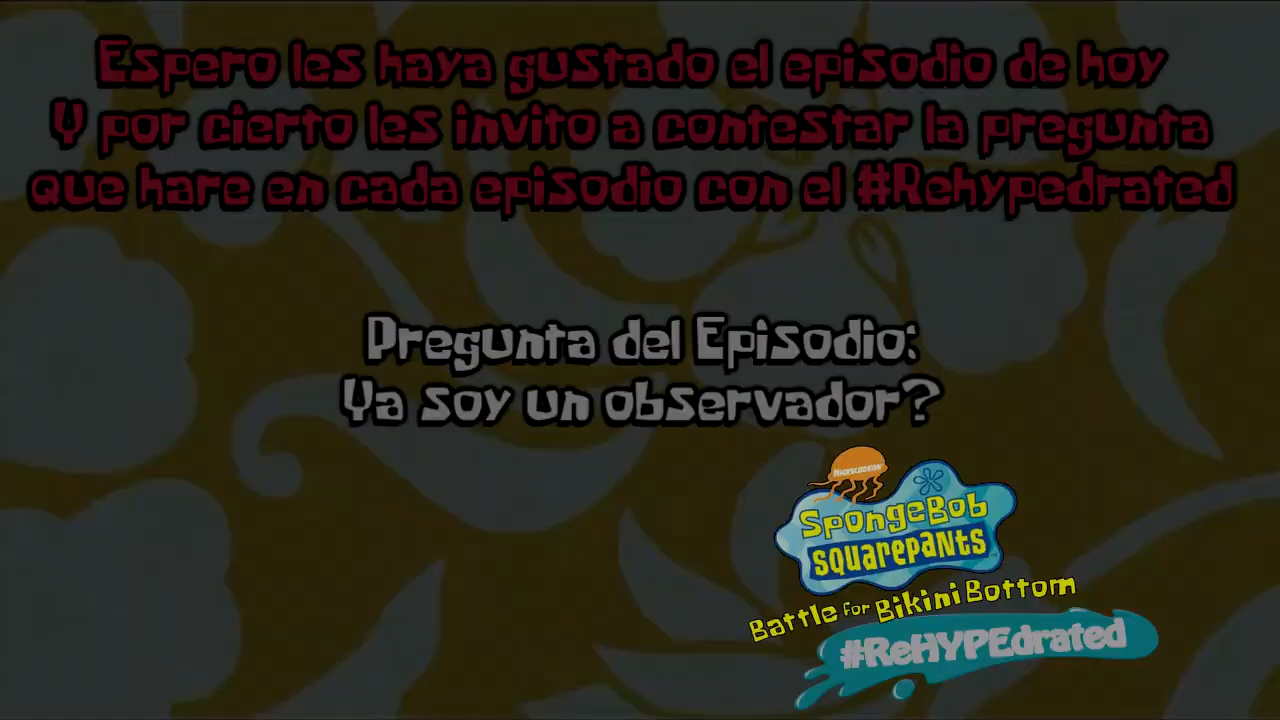 Espero les haya gustado el episodio de hoy
Y por cierto les invito a contestar la pregunta
que hare en cada episodio con el #Rehypedrated
Pregunta del Episodio:
Ya soy un observador?
NICKELODEON
SpongeBob
SQUAREPANTS
Battle for Bikini Bottom
#ReHYPEdrated